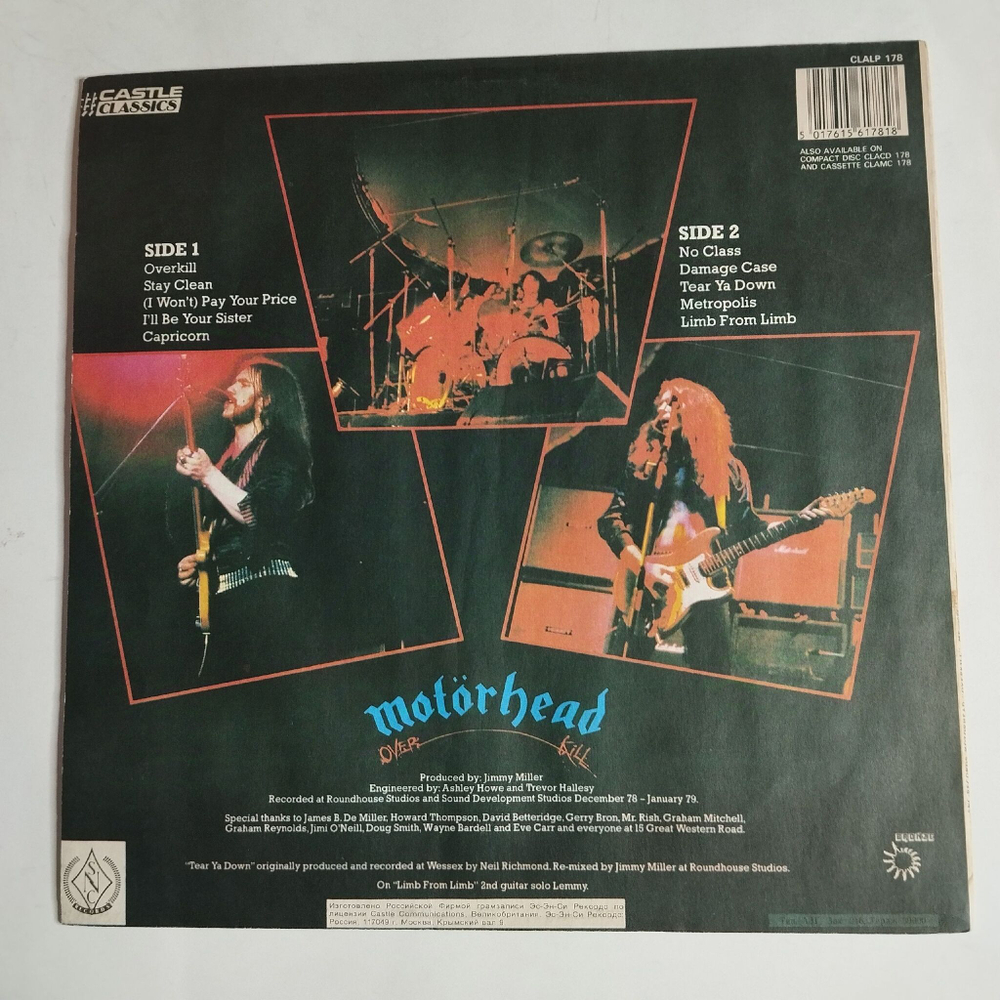 CASTLE
CLASSICS
CLALP 178
5 017615 617818
ALSO AVAILABLE ON
COMPACT DISC CLACD 178
AND CASSETTE CLAMC 178
SIDE 1
Overkill
Stay Clean
(I Won't) Pay Your Price
I'll Be Your Sister
Capricorn
SIDE 2
No Class
Damage Case
Tear Ya Down
Metropolis
Limb From Limb
Marshall
motörhead
OVER KiLL
Produced by: Jimmy Miller
Engineered by: Ashley Howe and Trevor Hallesy
Recorded at Roundhouse Studios and Sound Development Studios December 78 – January 79.
Special thanks to James B. De Miller, Howard Thompson, David Betteridge, Gerry Bron, Mr. Rish, Graham Mitchell,
Graham Reynolds, Jimi O'Neill, Doug Smith, Wayne Bardell and Eve Carr and everyone at 15 Great Western Road.
BRONZE
"Tear Ya Down" originally produced and recorded at Wessex by Neil Richmond. Re-mixed by Jimmy Miller at Roundhouse Studios.
On "Limb From Limb" 2nd guitar solo Lemmy.
SNC
RECORDS
Изготовлено Российской Фирмой грамзаписи Эс-Эн-Си Рекордс по
лицензии Castle Communications, Великобритания. Эс-Эн-Си Рекордс:
Россия, 117049 г. Москва Крымский вал 9